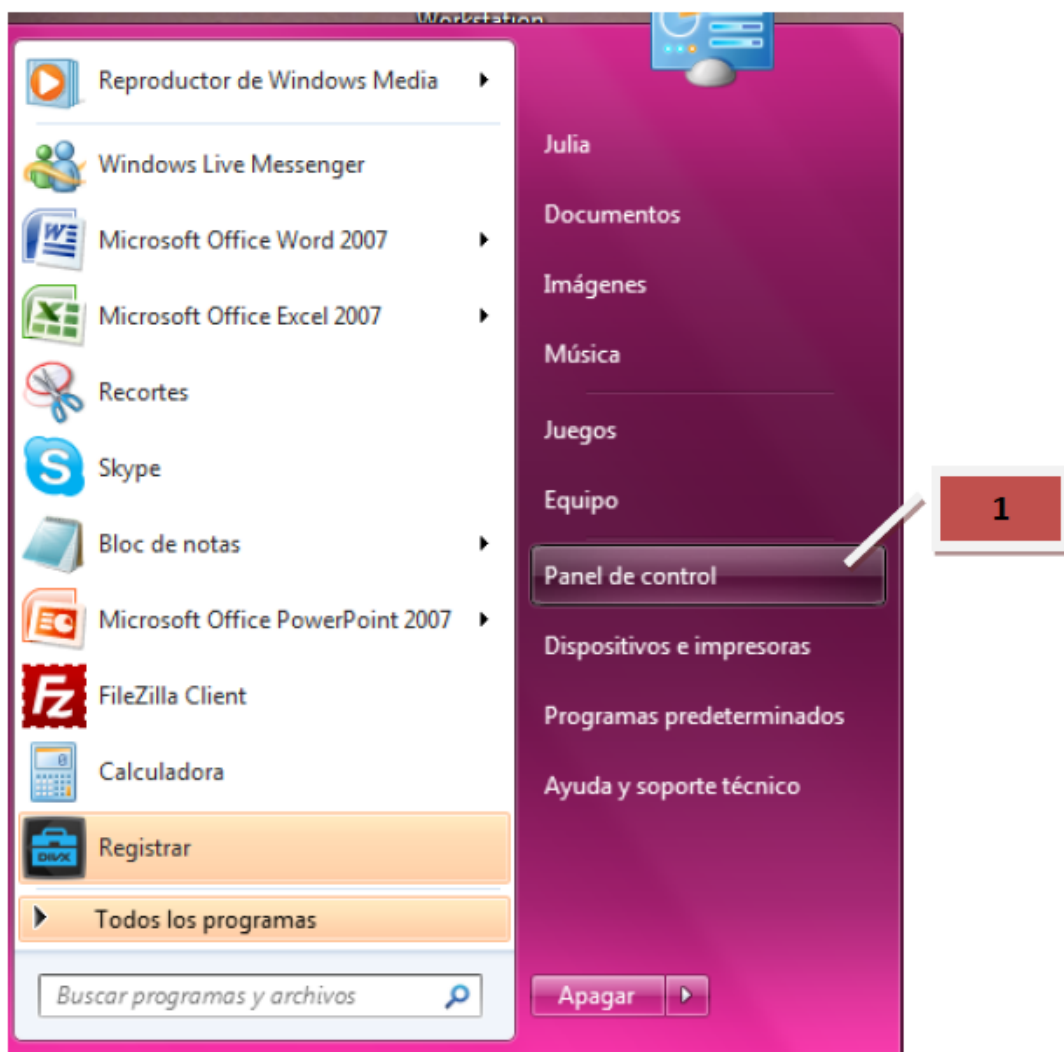 Workstation
Reproductor de Windows Media
Windows Live Messenger
Microsoft Office Word 2007
Microsoft Office Excel 2007
Recortes
Skype
Bloc de notas
Microsoft Office PowerPoint 2007
FileZilla Client
Calculadora
DIVX
Registrar
Todos los programas
Buscar programas y archivos
Julia
Documentos
Imágenes
Música
Juegos
Equipo
Panel de control
Dispositivos e impresoras
Programas predeterminados
Ayuda y soporte técnico
Apagar
1